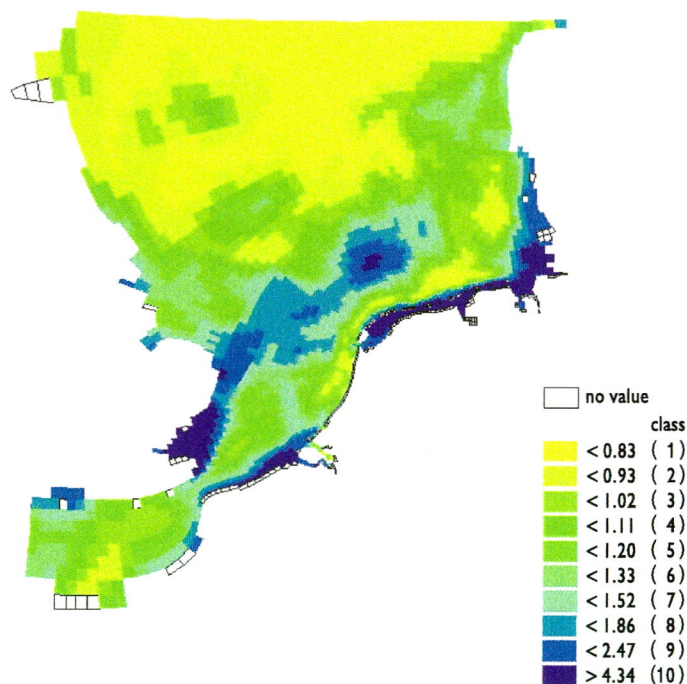 no value
class
< 0.83 ( 1)
< 0.93 ( 2)
< 1.02 ( 3)
< 1.11 ( 4)
< 1.20 ( 5)
< 1.33 ( 6)
< 1.52 ( 7)
< 1.86 ( 8)
< 2.47 ( 9)
> 4.34 (10)